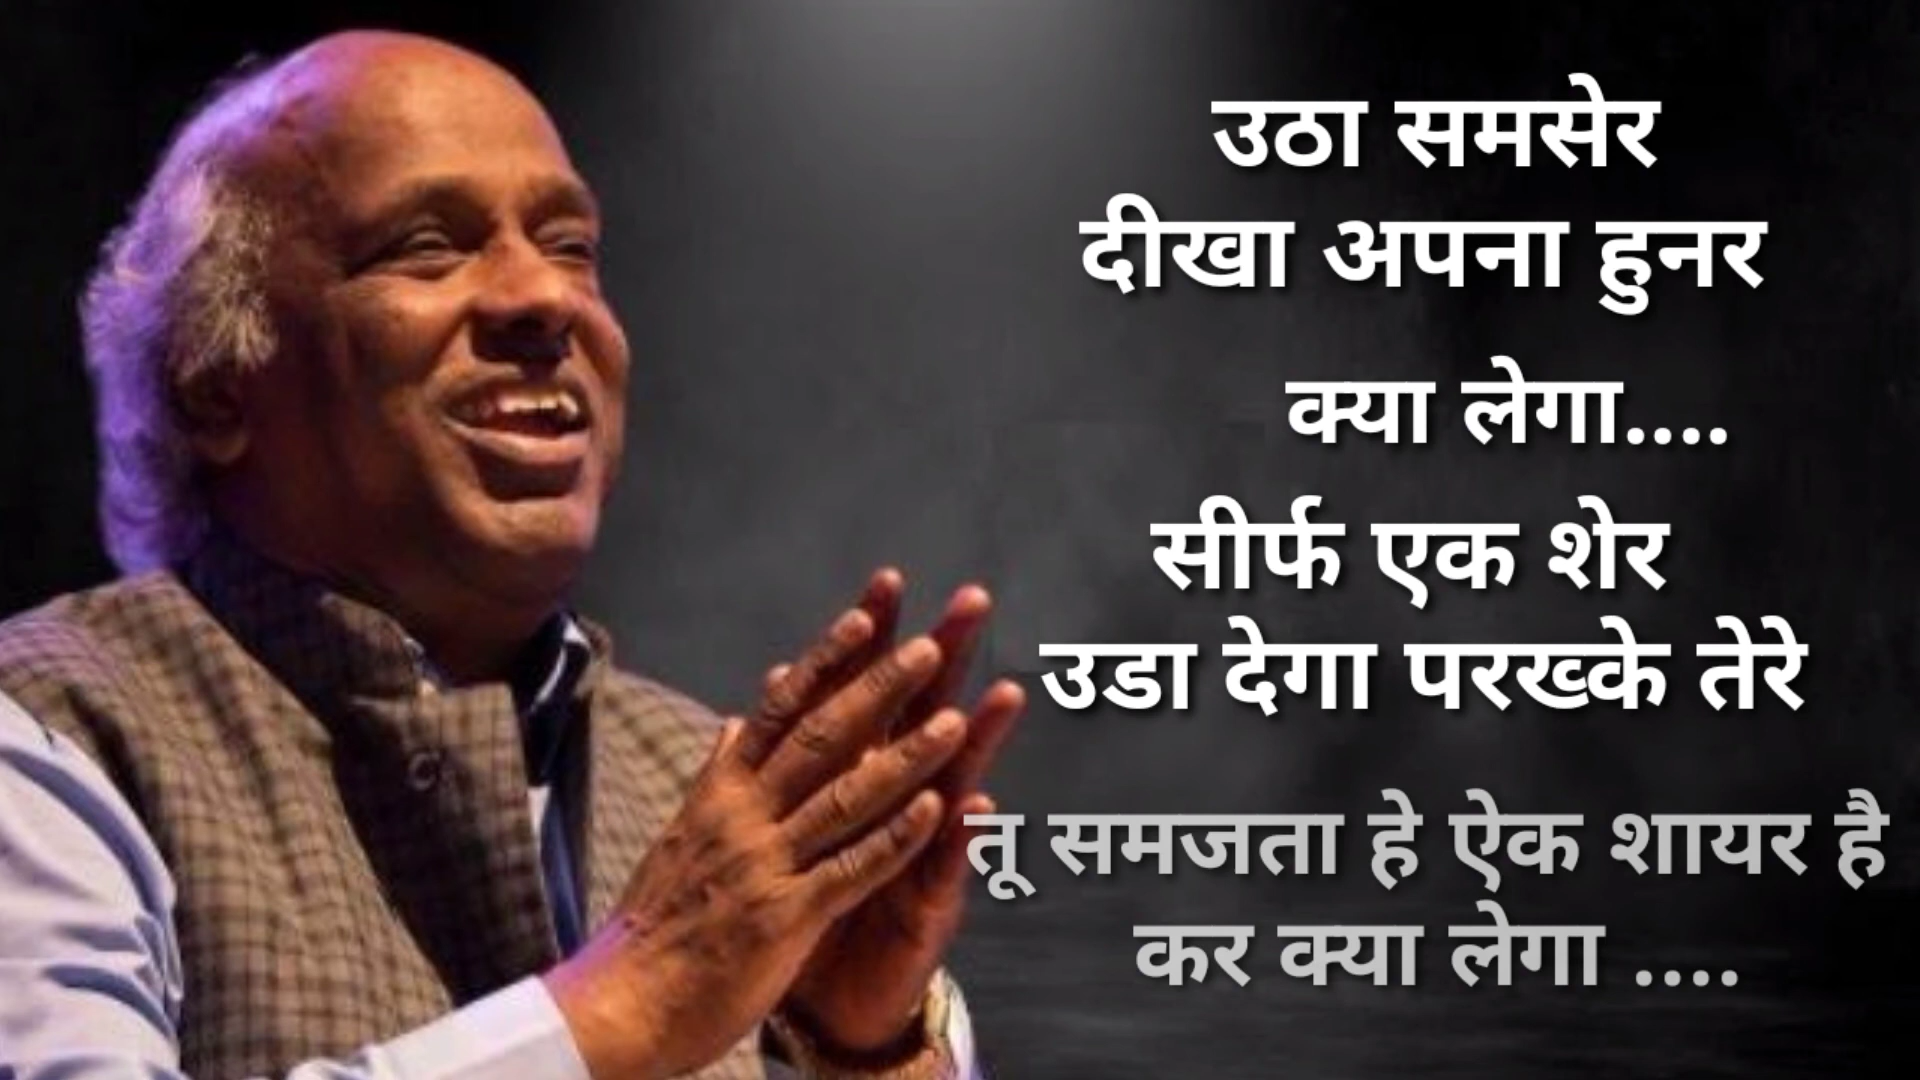 उठा समसेर
दीखा अपना हुनर
क्या लेगा....
सीर्फ एक शेर
उडा देगा परख्के तेरे
तू समजता हे ऐक शायर है
कर क्या लेगा ....